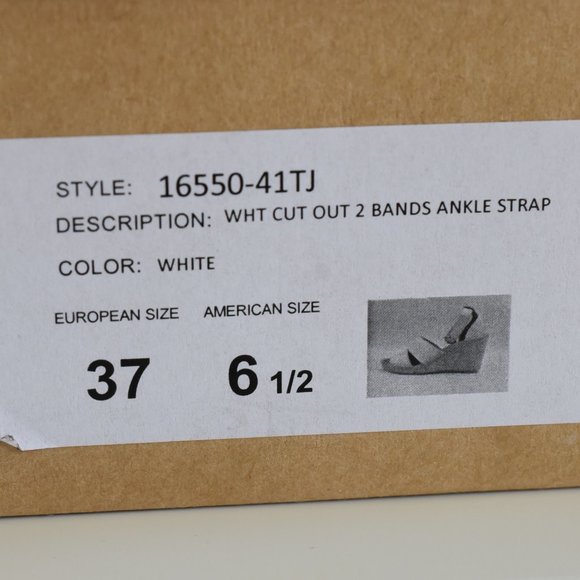 STYLE: 16550-41TJ
DESCRIPTION: WHT CUT OUT 2 BANDS ANKLE STRAP
COLOR: WHITE
EUROPEAN SIZE AMERICAN SIZE
37 6 1/2